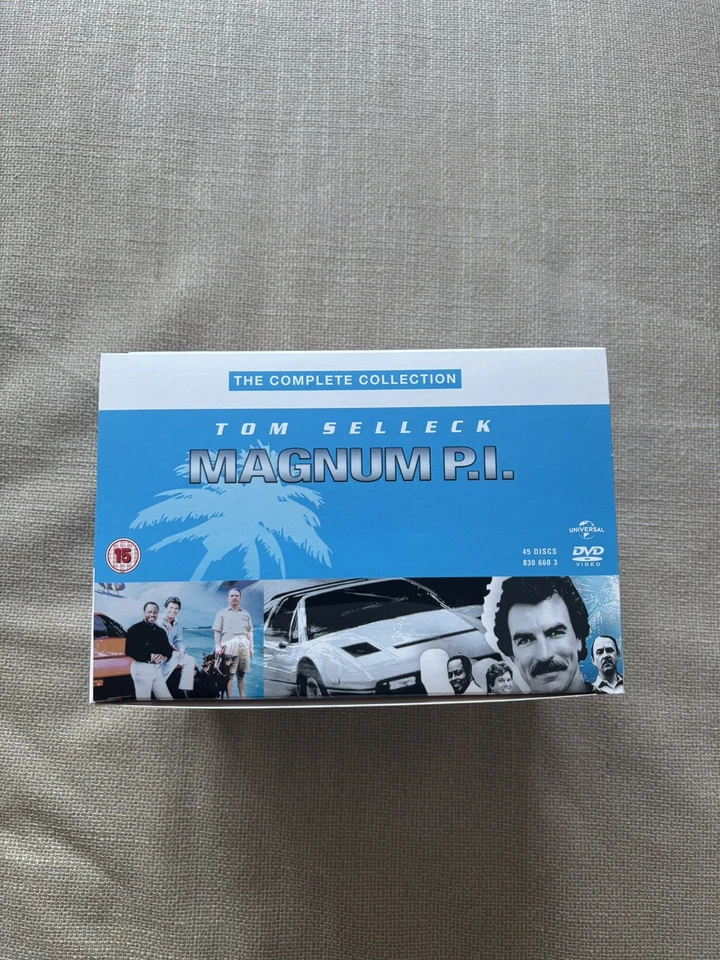 THE COMPLETE COLLECTION
TOM SELLECK
MAGNUM P.I.
15
UNIVERSAL
45 DISCS
830 660 3
DVD
VIDEO